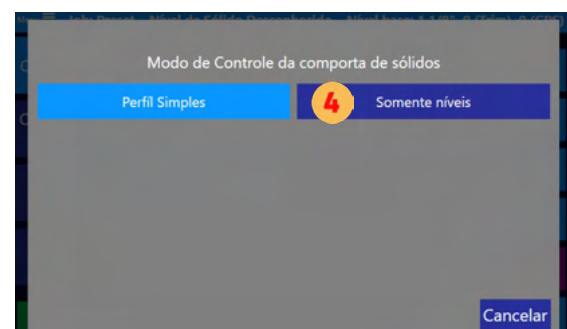 Modo de Controle da comporta de sólidos
Perfil Simples
4 Somente níveis
Cancelar